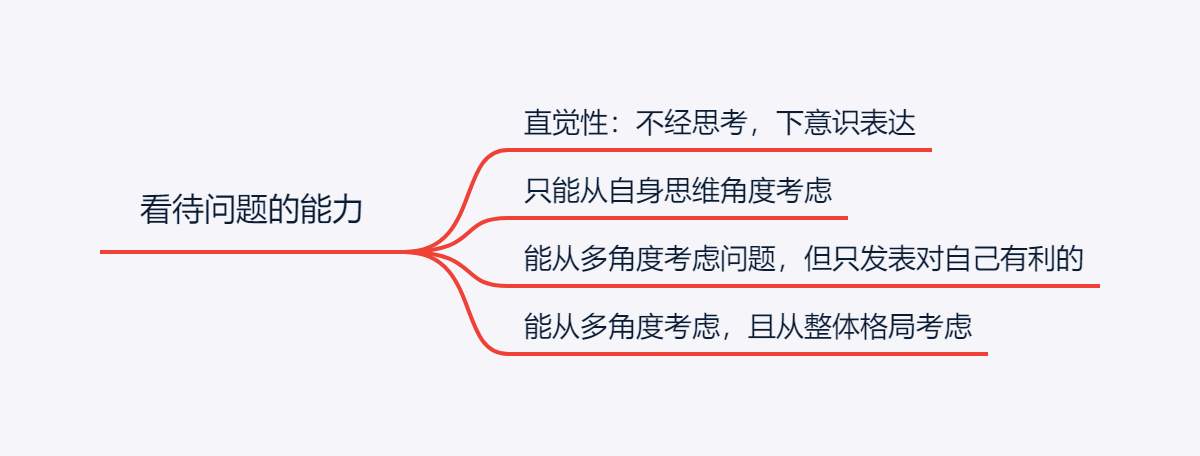 看待问题的能力
直觉性：不经思考，下意识表达
只能从自身思维角度考虑
能从多角度考虑问题，但只发表对自己有利的
能从多角度考虑，且从整体格局考虑